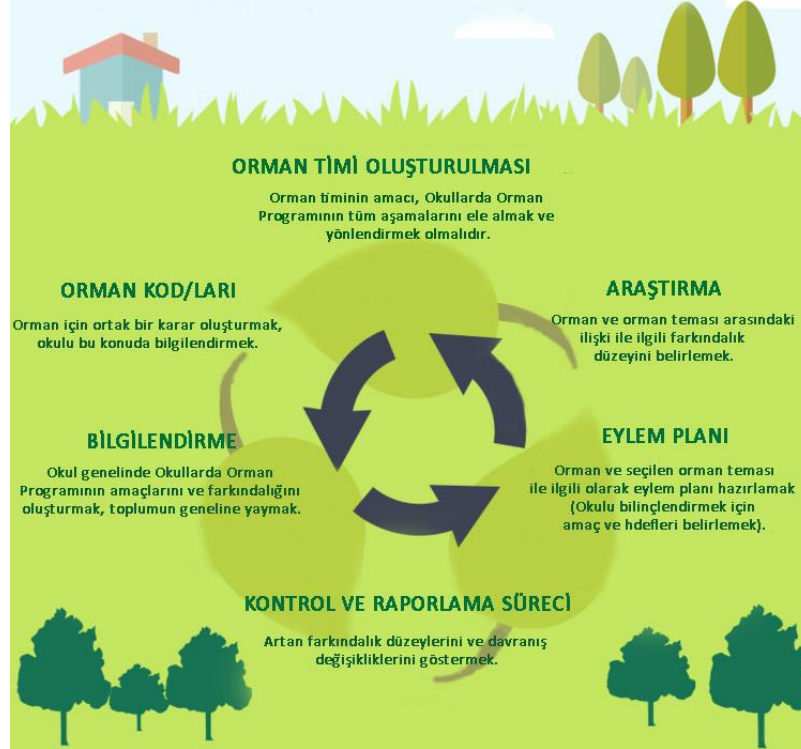 ORMAN TİMİ OLUŞTURULMASI
Orman timinin amacı, Okullarda Orman
Programının tüm aşamalarını ele almak ve
yönlendirmek olmalıdır.
ORMAN KOD/LARI
Orman için ortak bir karar oluşturmak,
okulu bu konuda bilgilendirmek.
ARAŞTIRMA
Orman ve orman teması arasındaki
ilişki ile ilgili farkındalık
düzeyini belirlemek.
BİLGİLENDİRME
Okul genelinde Okullarda Orman
Programının amaçlarını ve farkındalığını
oluşturmak, toplumun geneline yaymak.
EYLEM PLANI
Orman ve seçilen orman teması
ile ilgili olarak eylem planı hazırlamak
(Okulu bilinçlendirmek için
amaç ve hdefleri belirlemek).
KONTROL VE RAPORLAMA SÜRECİ
Artan farkındalık düzeylerini ve davranış
değişikliklerini göstermek.